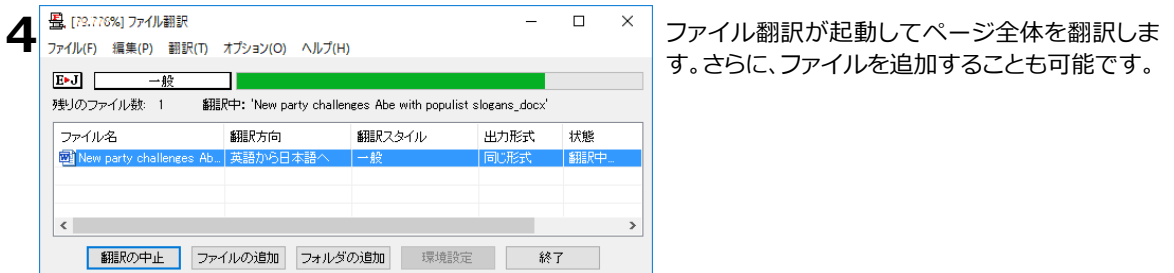 4
[79.776%] ファイル翻訳
ファイル(F) 編集(P) 翻訳(T) オプション(O) ヘルプ(H)
E▸J 一般
残りのファイル数: 1 翻訳中: 'New party challenges Abe with populist slogans_docx'
ファイル名 翻訳方向 翻訳スタイル 出力形式 状態
New party challenges Ab... 英語から日本語へ 一般 同じ形式 翻訳中...
翻訳の中止 ファイルの追加 フォルダの追加 環境設定 終了
ファイル翻訳が起動してページ全体を翻訳しま
す。さらに、ファイルを追加することも可能です。